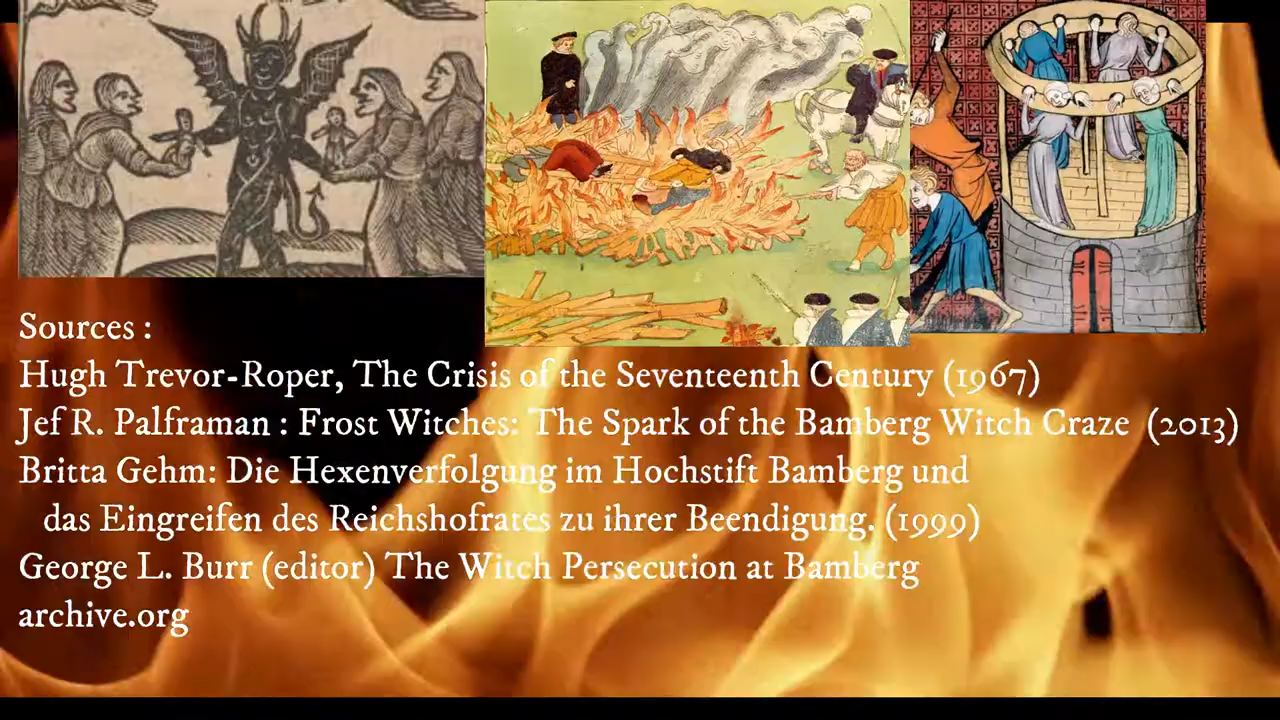 Sources :
Hugh Trevor-Roper, The Crisis of the Seventeenth Century (1967)
Jef R. Palframan : Frost Witches: The Spark of the Bamberg Witch Craze (2013)
Britta Gehm: Die Hexenverfolgung im Hochstift Bamberg und
das Eingreifen des Reichshofrates zu ihrer Beendigung. (1999)
George L. Burr (editor) The Witch Persecution at Bamberg
archive.org